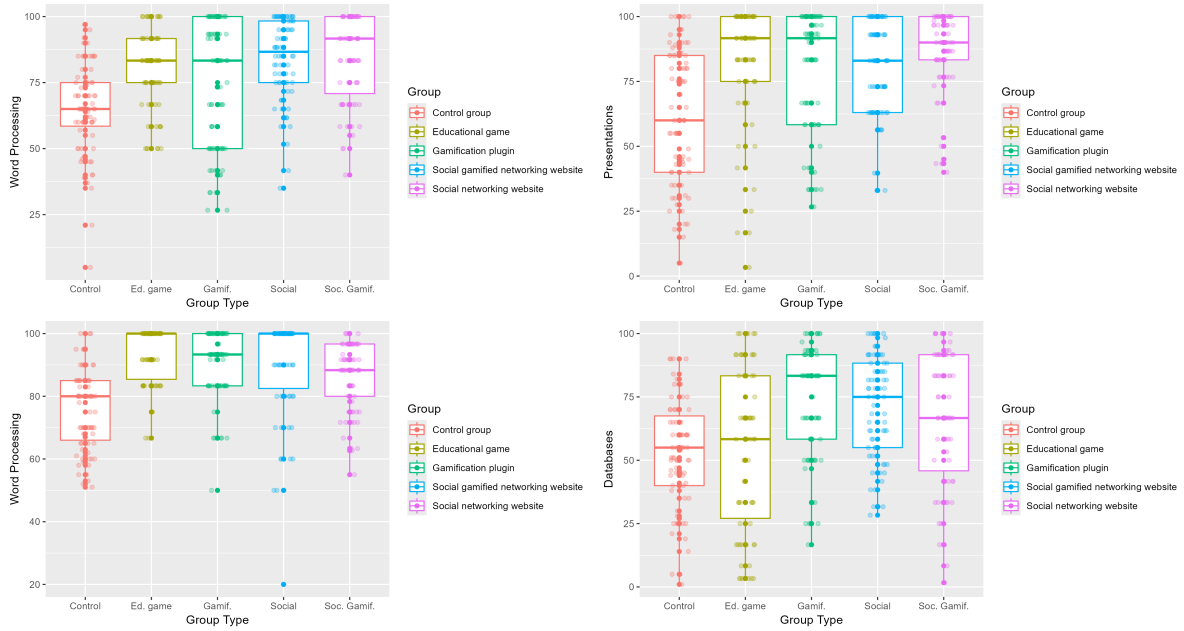 Word Processing
100
75
50
25
Control
Ed. game
Gamif.
Social
Soc. Gamif.
Group Type
Group
Control group
Educational game
Gamification plugin
Social gamified networking website
Social networking website
Presentations
100
75
50
25
0
Control
Ed. game
Gamif.
Social
Soc. Gamif.
Group Type
Group
Control group
Educational game
Gamification plugin
Social gamified networking website
Social networking website
Word Processing
100
80
60
40
20
Control
Ed. game
Gamif.
Social
Soc. Gamif.
Group Type
Group
Control group
Educational game
Gamification plugin
Social gamified networking website
Social networking website
Databases
100
75
50
25
0
Control
Ed. game
Gamif.
Social
Soc. Gamif.
Group Type
Group
Control group
Educational game
Gamification plugin
Social gamified networking website
Social networking website